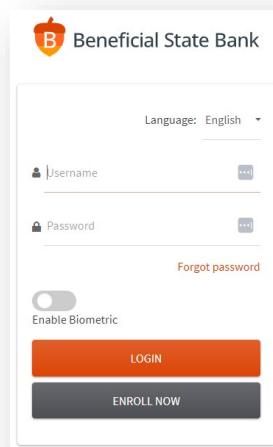 B Beneficial State Bank
Language: English
Username
Password
Forgot password
Enable Biometric
LOGIN
ENROLL NOW